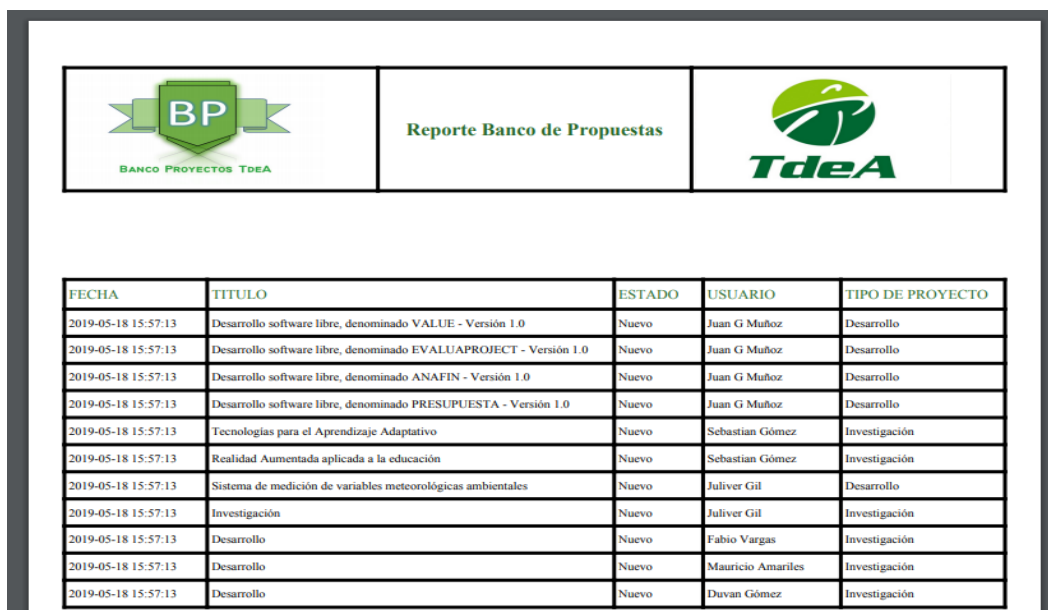 BP
BANCO PROYECTOS TDEA
Reporte Banco de Propuestas
TdeA
FECHA TITULO ESTADO USUARIO TIPO DE PROYECTO
2019-05-18 15:57:13 Desarrollo software libre, denominado VALUE - Versión 1.0 Nuevo Juan G Muñoz Desarrollo
2019-05-18 15:57:13 Desarrollo software libre, denominado EVALUAPROJECT - Versión 1.0 Nuevo Juan G Muñoz Desarrollo
2019-05-18 15:57:13 Desarrollo software libre, denominado ANAFIN - Versión 1.0 Nuevo Juan G Muñoz Desarrollo
2019-05-18 15:57:13 Desarrollo software libre, denominado PRESUPUESTA - Versión 1.0 Nuevo Juan G Muñoz Desarrollo
2019-05-18 15:57:13 Tecnologías para el Aprendizaje Adaptativo Nuevo Sebastian Gómez Investigación
2019-05-18 15:57:13 Realidad Aumentada aplicada a la educación Nuevo Sebastian Gómez Investigación
2019-05-18 15:57:13 Sistema de medición de variables meteorológicas ambientales Nuevo Juliver Gil Desarrollo
2019-05-18 15:57:13 Investigación Nuevo Juliver Gil Investigación
2019-05-18 15:57:13 Desarrollo Nuevo Fabio Vargas Investigación
2019-05-18 15:57:13 Desarrollo Nuevo Mauricio Amariles Investigación
2019-05-18 15:57:13 Desarrollo Nuevo Duvan Gómez Investigación